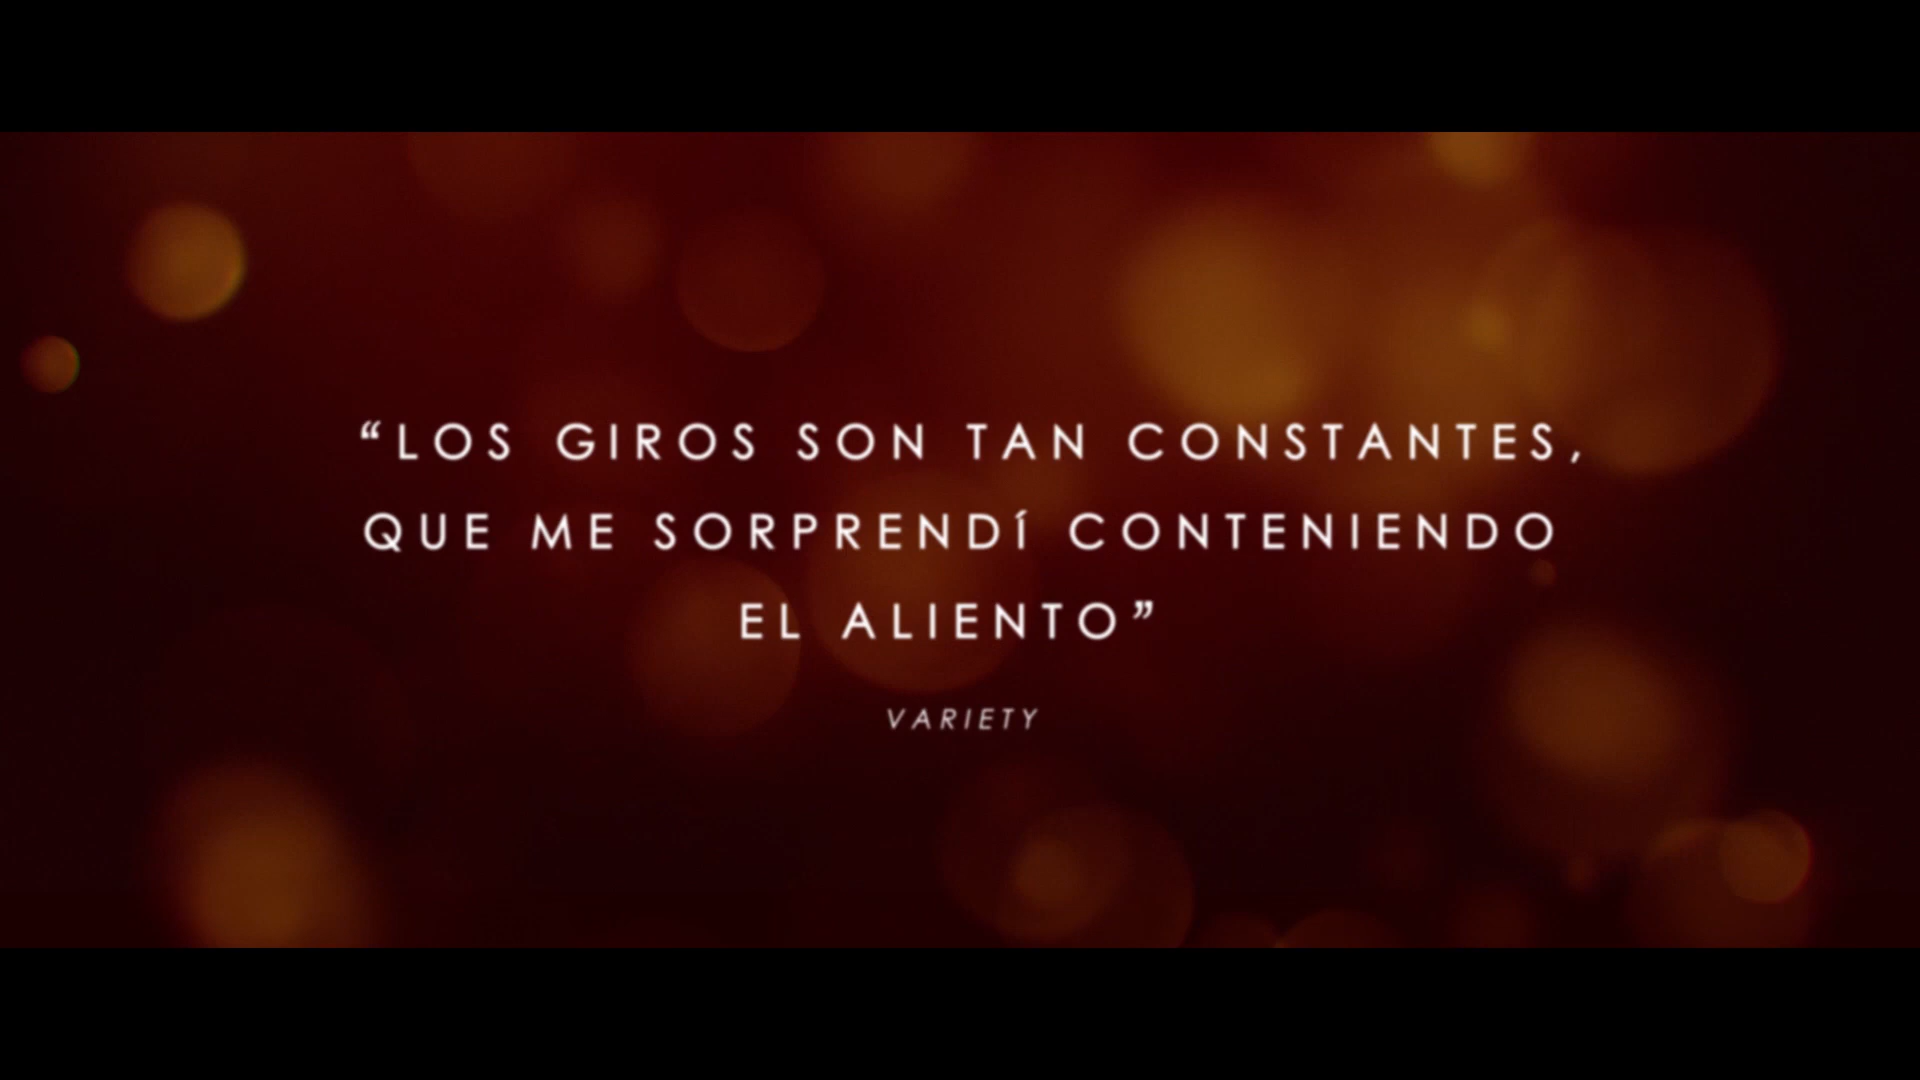 “LOS GIROS SON TAN CONSTANTES,
QUE ME SORPRENDÍ CONTENIENDO
EL ALIENTO”
VARIETY